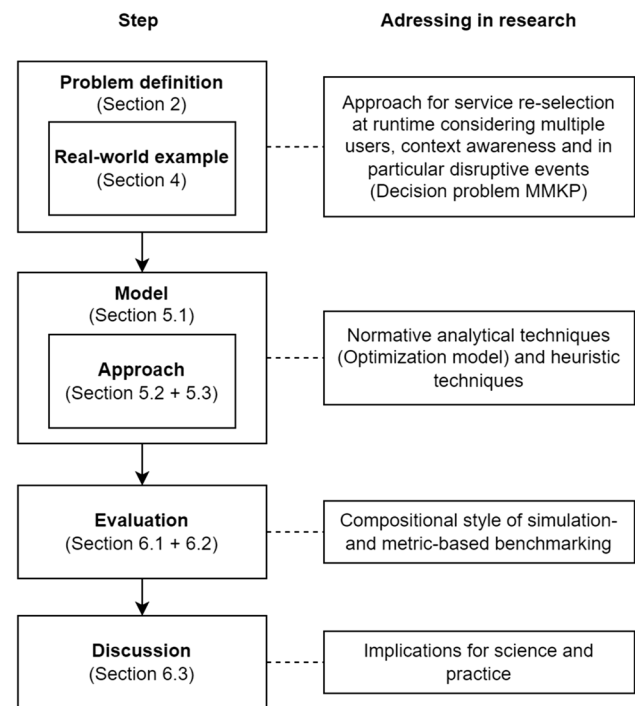 Step
Adressing in research
Problem definition
(Section 2)
Real-world example
(Section 4)
Approach for service re-selection
at runtime considering multiple
users, context awareness and in
particular disruptive events
(Decision problem MMKP)
Model
(Section 5.1)
Approach
(Section 5.2 + 5.3)
Normative analytical techniques
(Optimization model) and heuristic
techniques
Evaluation
(Section 6.1 + 6.2)
Compositional style of simulation-
and metric-based benchmarking
Discussion
(Section 6.3)
Implications for science and
practice